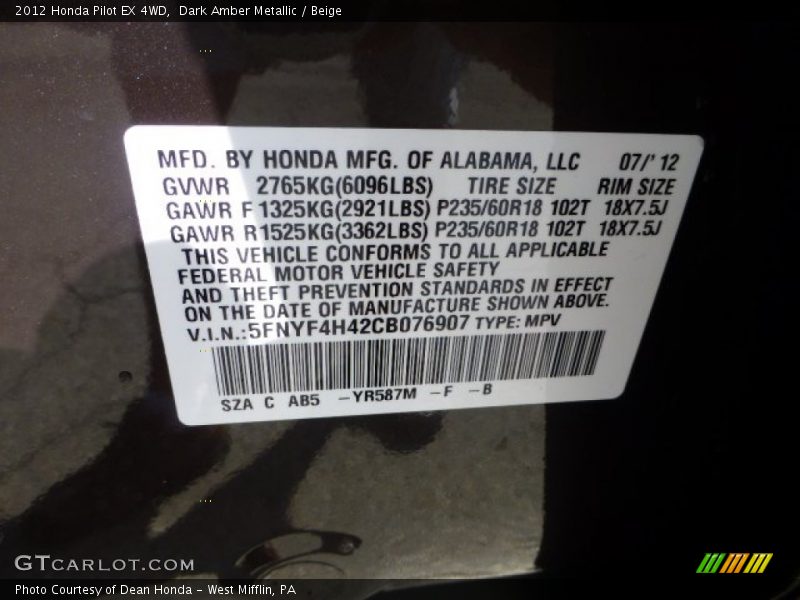 2012 Honda Pilot EX 4WD, Dark Amber Metallic / Beige
MFD. BY HONDA MFG. OF ALABAMA, LLC 07/' 12
GVWR 2765KG(6096LBS) TIRE SIZE RIM SIZE
GAWR F 1325KG(2921LBS) P235/60R18 102T 18X7.5J
GAWR R1525KG(3362LBS) P235/60R18 102T 18X7.5J
THIS VEHICLE CONFORMS TO ALL APPLICABLE
FEDERAL MOTOR VEHICLE SAFETY
AND THEFT PREVENTION STANDARDS IN EFFECT
ON THE DATE OF MANUFACTURE SHOWN ABOVE.
V.I.N.:5FNYF4H42CB076907 TYPE: MPV
SZA C AB5 -YR587M -F -B
GTCARLOT.COM
Photo Courtesy of Dean Honda - West Mifflin, PA